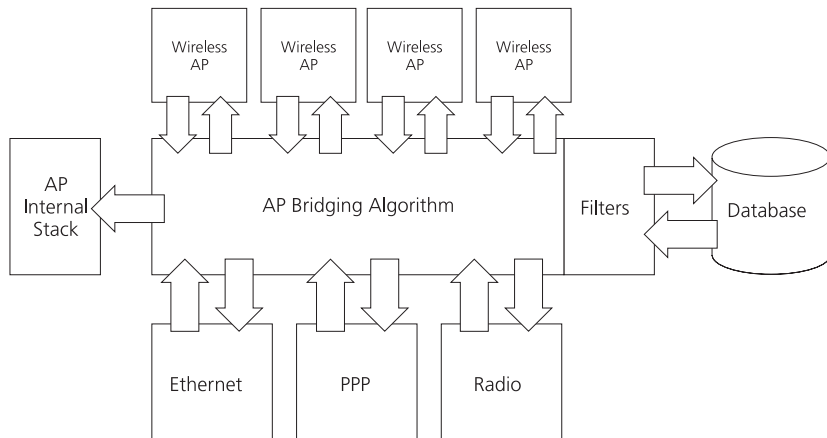 Wireless
AP
Wireless
AP
Wireless
AP
Wireless
AP
AP
Internal
Stack
AP Bridging Algorithm
Filters
Database
Ethernet
PPP
Radio